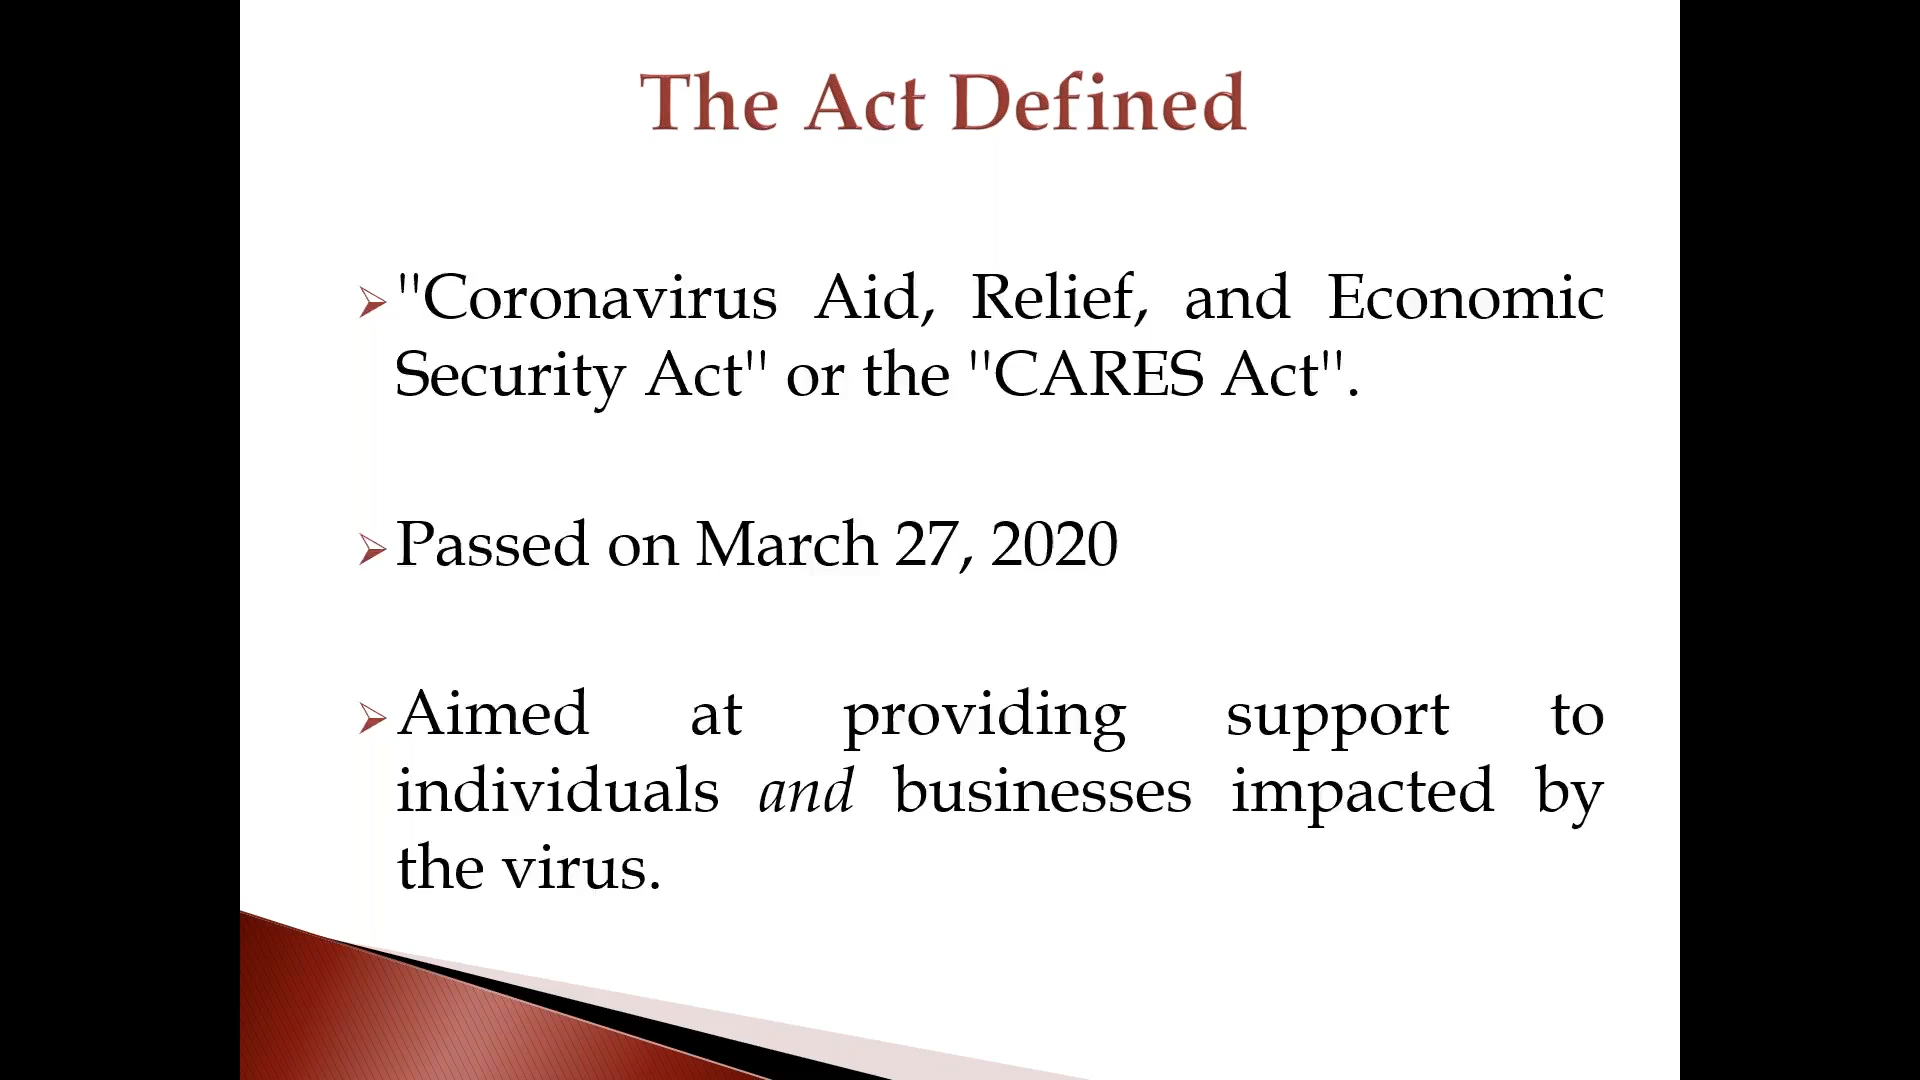 The Act Defined
"Coronavirus Aid, Relief, and Economic
Security Act" or the "CARES Act".
Passed on March 27, 2020
Aimed at providing support to
individuals and businesses impacted by
the virus.